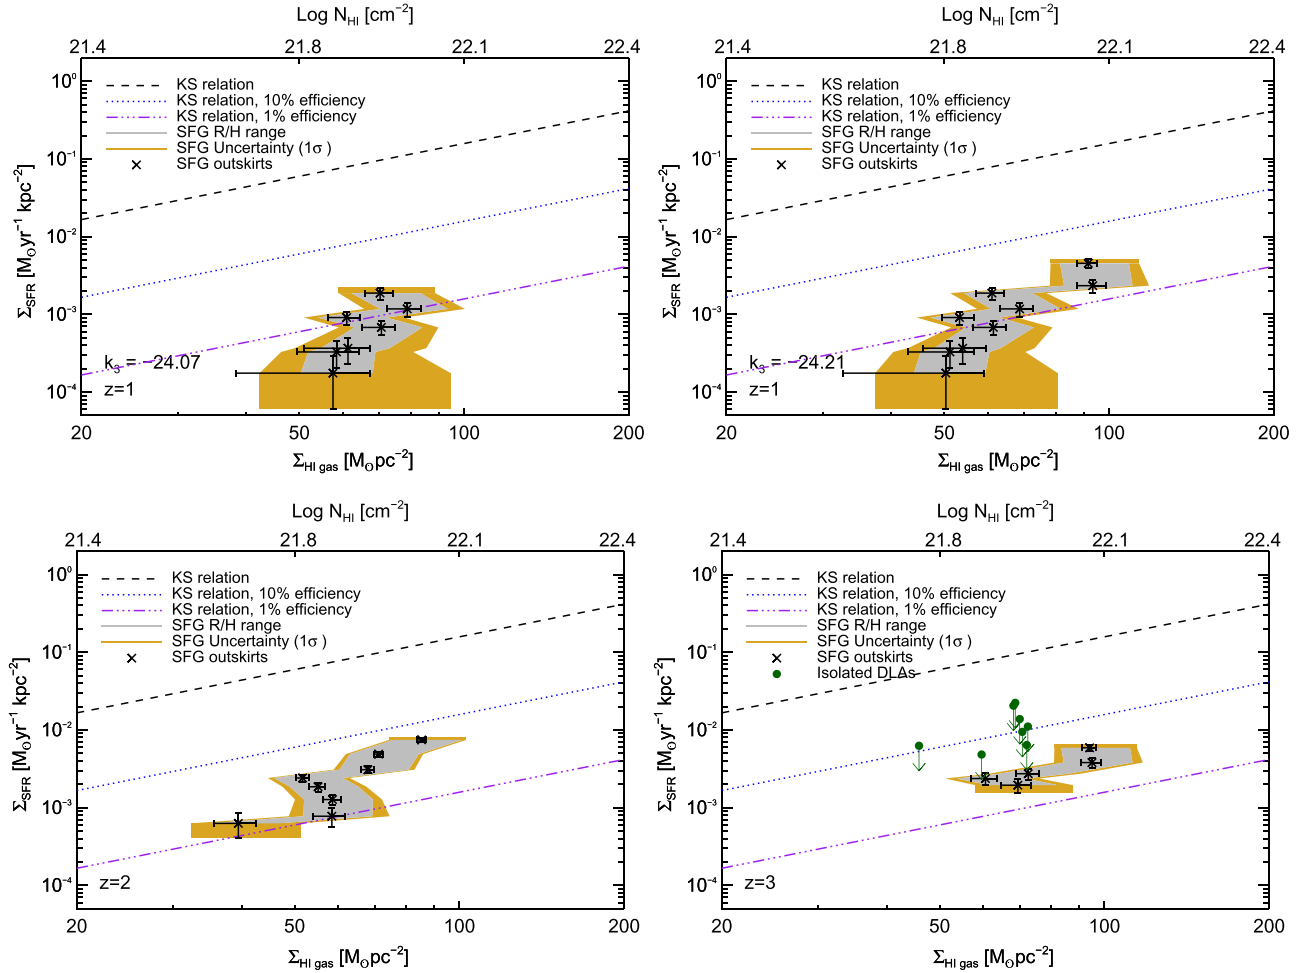 Log N_HI [cm⁻²]
21.4 21.8 22.1 22.4
10⁰
10⁻¹
10⁻²
10⁻³
10⁻⁴
Σ_SFR [M_⊙yr⁻¹ kpc⁻²]
KS relation
KS relation, 10% efficiency
KS relation, 1% efficiency
SFG R/H range
SFG Uncertainty (1σ )
SFG outskirts
k₃ = −24.07
z=1
20 50 100 200
Σ_HI gas [M_⊙pc⁻²]
Log N_HI [cm⁻²]
21.4 21.8 22.1 22.4
10⁰
10⁻¹
10⁻²
10⁻³
10⁻⁴
Σ_SFR [M_⊙yr⁻¹ kpc⁻²]
KS relation
KS relation, 10% efficiency
KS relation, 1% efficiency
SFG R/H range
SFG Uncertainty (1σ )
SFG outskirts
k₃ = −24.21
z=1
20 50 100 200
Σ_HI gas [M_⊙pc⁻²]
Log N_HI [cm⁻²]
21.4 21.8 22.1 22.4
10⁰
10⁻¹
10⁻²
10⁻³
10⁻⁴
Σ_SFR [M_⊙yr⁻¹ kpc⁻²]
KS relation
KS relation, 10% efficiency
KS relation, 1% efficiency
SFG R/H range
SFG Uncertainty (1σ )
SFG outskirts
z=2
20 50 100 200
Σ_HI gas [M_⊙pc⁻²]
Log N_HI [cm⁻²]
21.4 21.8 22.1 22.4
10⁰
10⁻¹
10⁻²
10⁻³
10⁻⁴
Σ_SFR [M_⊙yr⁻¹ kpc⁻²]
KS relation
KS relation, 10% efficiency
KS relation, 1% efficiency
SFG R/H range
SFG Uncertainty (1σ )
SFG outskirts
Isolated DLAs
z=3
20 50 100 200
Σ_HI gas [M_⊙pc⁻²]